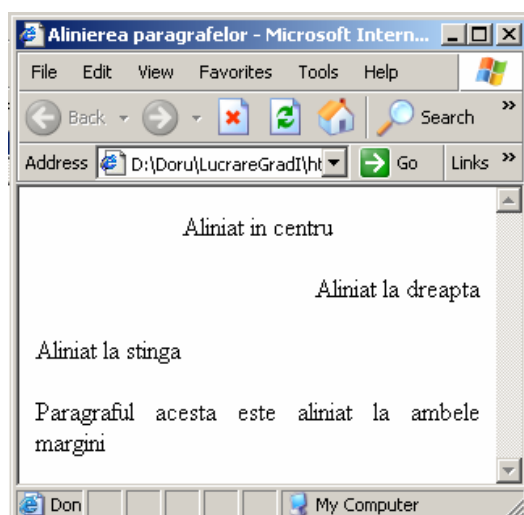 Alinierea paragrafelor - Microsoft Intern...
File Edit View Favorites Tools Help
Back Search »
Address D:\Doru\LucrareGradI\ht Go Links »
Aliniat in centru
Aliniat la dreapta
Aliniat la stinga
Paragraful acesta este aliniat la ambele
margini
Don My Computer